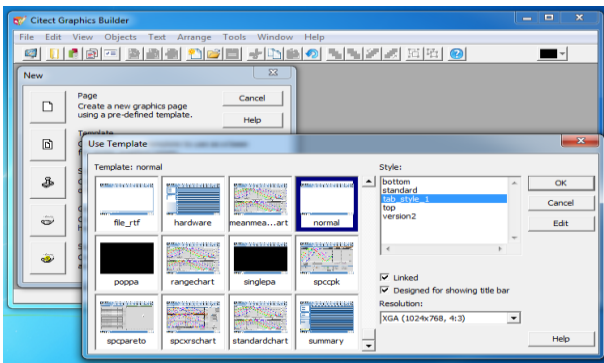 Citect Graphics Builder
File Edit View Objects Text Arrange Tools Window Help
New
Page
Create a new graphics page
using a pre-defined template.
Cancel
Help
Template
Use Template
Template: normal
file_rtf hardware meanmea...art normal
poppa rangechart singlepa spccpk
spcpareto spcxrschart standardchart summary
Style:
bottom
standard
tab_style_1
top
version2
OK
Cancel
Edit
Linked
Designed for showing title bar
Resolution:
XGA (1024x768, 4:3)
Help